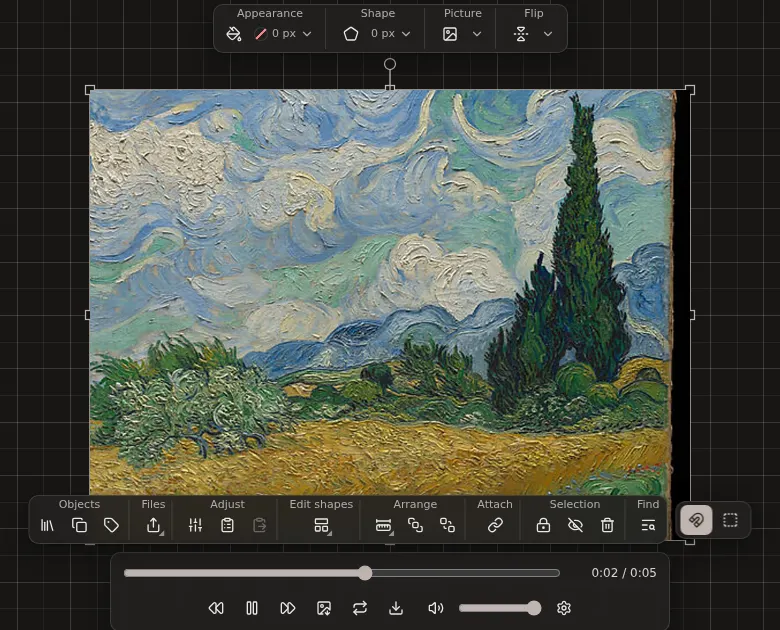 Appearance
Shape
Picture
Flip
0 px
0 px
Objects
Files
Adjust
Edit shapes
Arrange
Attach
Selection
Find
0:02 / 0:05